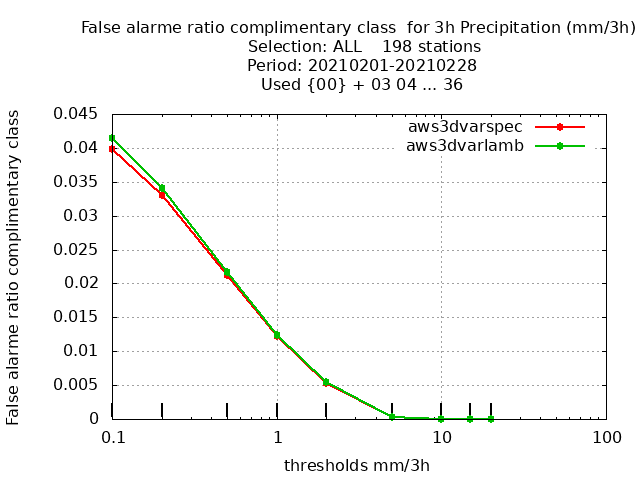 False alarme ratio complimentary class  for 3h Precipitation (mm/3h)
Selection: ALL    198 stations
Period: 20210201-20210228
Used {00} + 03 04 ... 36
False alarme ratio complimentary class
0.045
0.04
0.035
0.03
0.025
0.02
0.015
0.01
0.005
0
aws3dvarspec
aws3dvarlamb
0.1 1 10 100
thresholds mm/3h